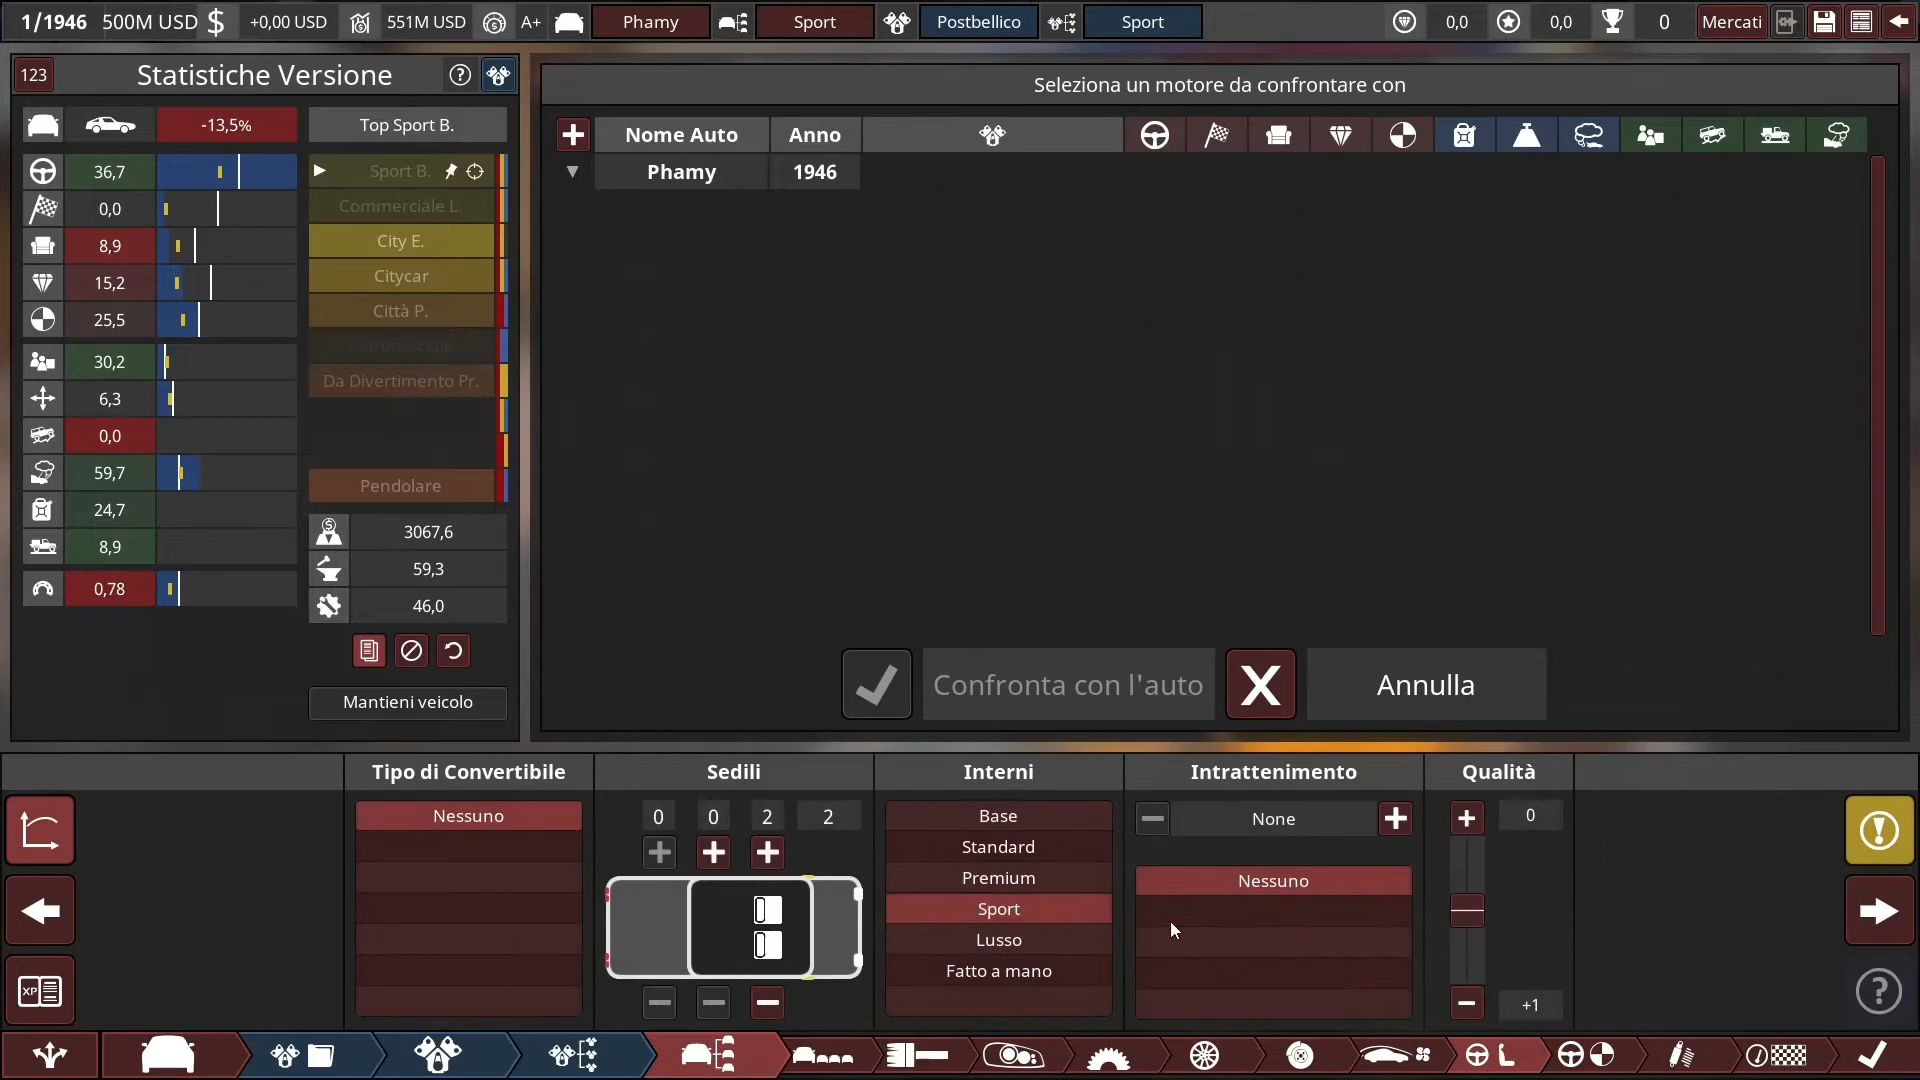 1/1946 500M USD $ +0,00 USD 551M USD A+ Phamy Sport Postbellico Sport 0,0 0,0 0 Mercati
123 Statistiche Versione ?
-13,5% Top Sport B.
36,7 Sport B.
0,0 Commerciale L.
8,9 City E.
15,2 Citycar
25,5 Città P.
Commerciale
30,2 Da Divertimento Pr.
6,3
0,0
59,7 Pendolare
24,7 3067,6
8,9 59,3
0,78 46,0
Mantieni veicolo
Seleziona un motore da confrontare con
Nome Auto Anno
Phamy 1946
Confronta con l'auto X Annulla
Tipo di Convertibile
Nessuno
Sedili
0 0 2 2
Interni
Base
Standard
Premium
Sport
Lusso
Fatto a mano
Intrattenimento
None
Nessuno
Qualità
0
+1
XP
?